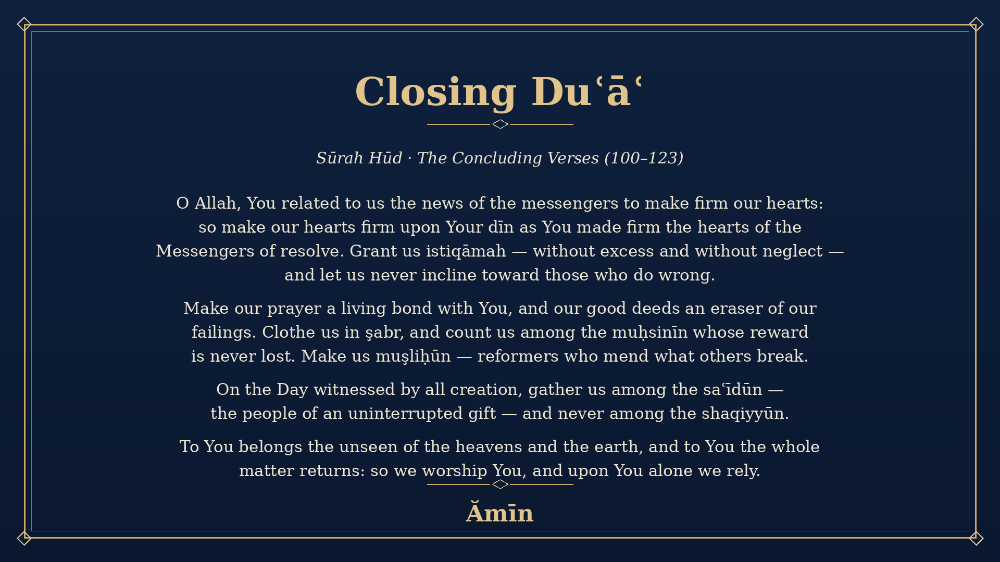 Closing Duʿāʿ
Sūrah Hūd · The Concluding Verses (100–123)
O Allah, You related to us the news of the messengers to make firm our hearts:
so make our hearts firm upon Your dīn as You made firm the hearts of the
Messengers of resolve. Grant us istiqāmah — without excess and without neglect —
and let us never incline toward those who do wrong.
Make our prayer a living bond with You, and our good deeds an eraser of our
failings. Clothe us in şabr, and count us among the muḥsinīn whose reward
is never lost. Make us muşliḥūn — reformers who mend what others break.
On the Day witnessed by all creation, gather us among the saʿīdūn —
the people of an uninterrupted gift — and never among the shaqiyyūn.
To You belongs the unseen of the heavens and the earth, and to You the whole
matter returns: so we worship You, and upon You alone we rely.
Ămīn